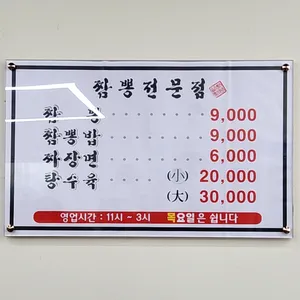 짬뽕전문점
짬 뽕 · · · · · · · · 9,000
짬뽕밥 · · · · · · · 9,000
짜장면 · · · · · · · 6,000
탕수육 · · · · (小) 20,000
(大) 30,000
영업시간 : 11시 ~ 3시 목요일은 쉽니다